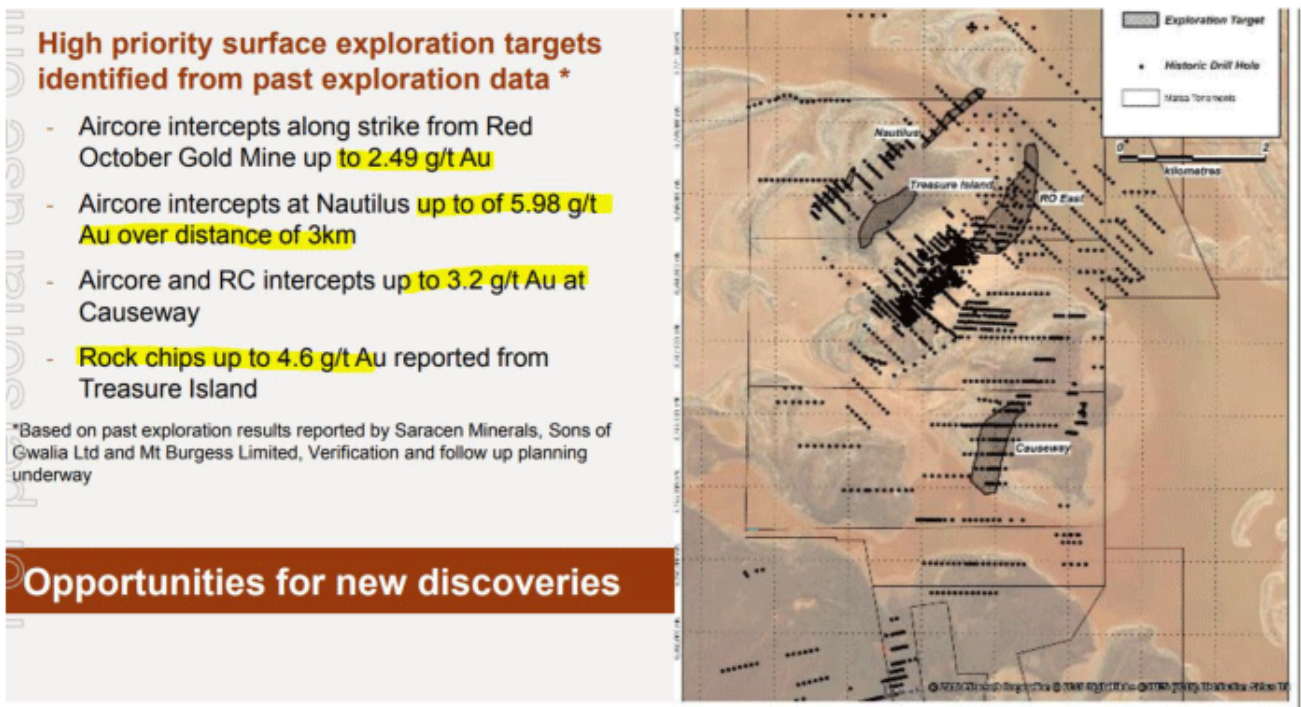 High priority surface exploration targets
identified from past exploration data *
- Aircore intercepts along strike from Red
October Gold Mine up to 2.49 g/t Au
- Aircore intercepts at Nautilus up to of 5.98 g/t
Au over distance of 3km
- Aircore and RC intercepts up to 3.2 g/t Au at
Causeway
- Rock chips up to 4.6 g/t Au reported from
Treasure Island
*Based on past exploration results reported by Saracen Minerals, Sons of
Gwalia Ltd and Mt Burgess Limited, Verification and follow up planning
underway
Opportunities for new discoveries
Exploration Target
Historic Drill Hole
Matsa Tenements
0 2
kilometres
Nautilus
Treasure Island
RO East
Causeway